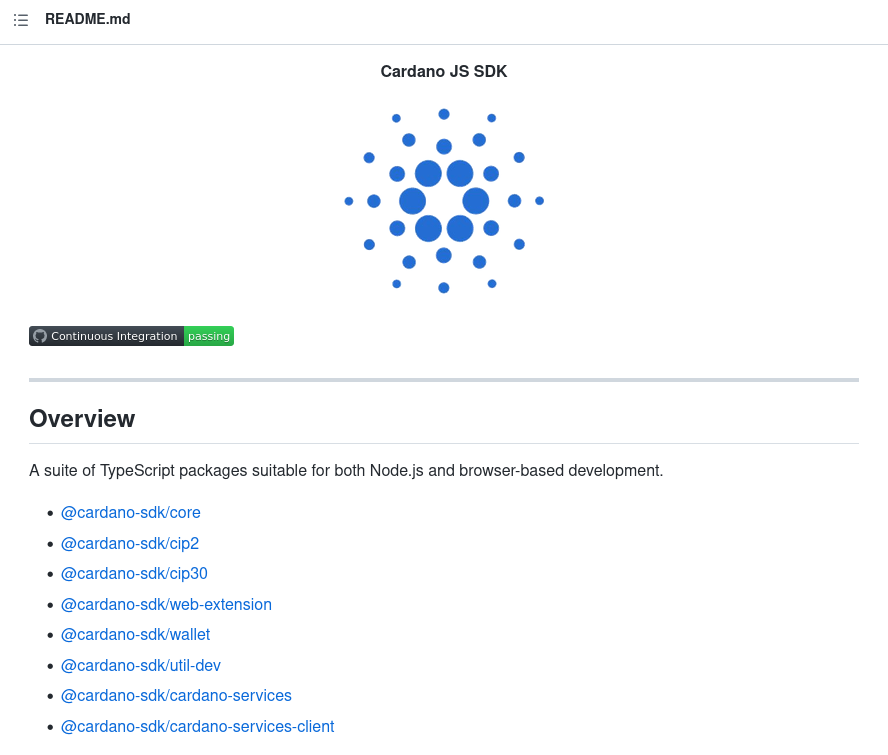 README.md
Cardano JS SDK
Continuous Integration passing
Overview
A suite of TypeScript packages suitable for both Node.js and browser-based development.
@cardano-sdk/core
@cardano-sdk/cip2
@cardano-sdk/cip30
@cardano-sdk/web-extension
@cardano-sdk/wallet
@cardano-sdk/util-dev
@cardano-sdk/cardano-services
@cardano-sdk/cardano-services-client